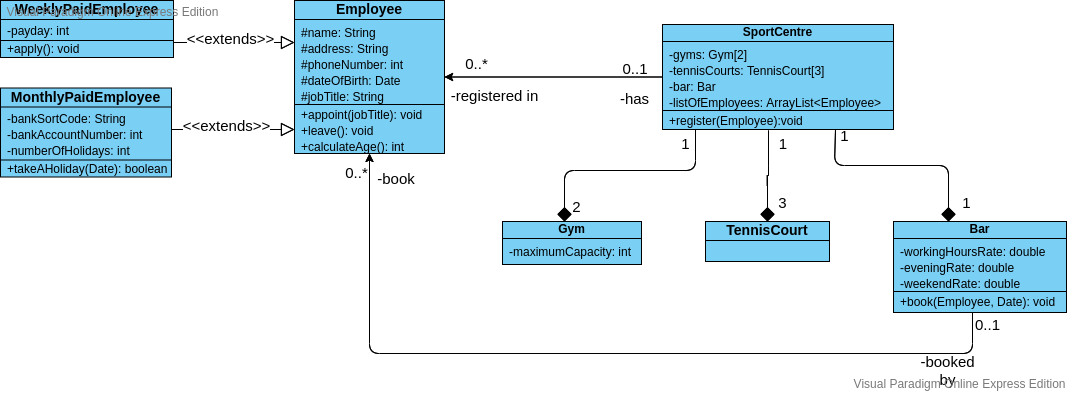 WeeklyPaidEmployee
Visual Paradigm Online Express Edition
-payday: int
+apply(): void
<<extends>>
MonthlyPaidEmployee
-bankSortCode: String
-bankAccountNumber: int
-numberOfHolidays: int
+takeAHoliday(Date): boolean
<<extends>>
Employee
#name: String
#address: String
#phoneNumber: int
#dateOfBirth: Date
#jobTitle: String
+appoint(jobTitle): void
+leave(): void
+calculateAge(): int
0..*
-registered in
0..1
-has
SportCentre
-gyms: Gym[2]
-tennisCourts: TennisCourt[3]
-bar: Bar
-listOfEmployees: ArrayList<Employee>
+register(Employee):void
1
1
1
0..*
-book
2
3
1
Gym
-maximumCapacity: int
TennisCourt
Bar
-workingHoursRate: double
-eveningRate: double
-weekendRate: double
+book(Employee, Date): void
0..1
-booked
by
Visual Paradigm Online Express Edition